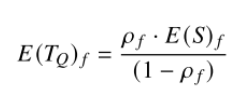 E(T_Q)_f = \frac{\rho_f \cdot E(S)_f}{(1 - \rho_f)}